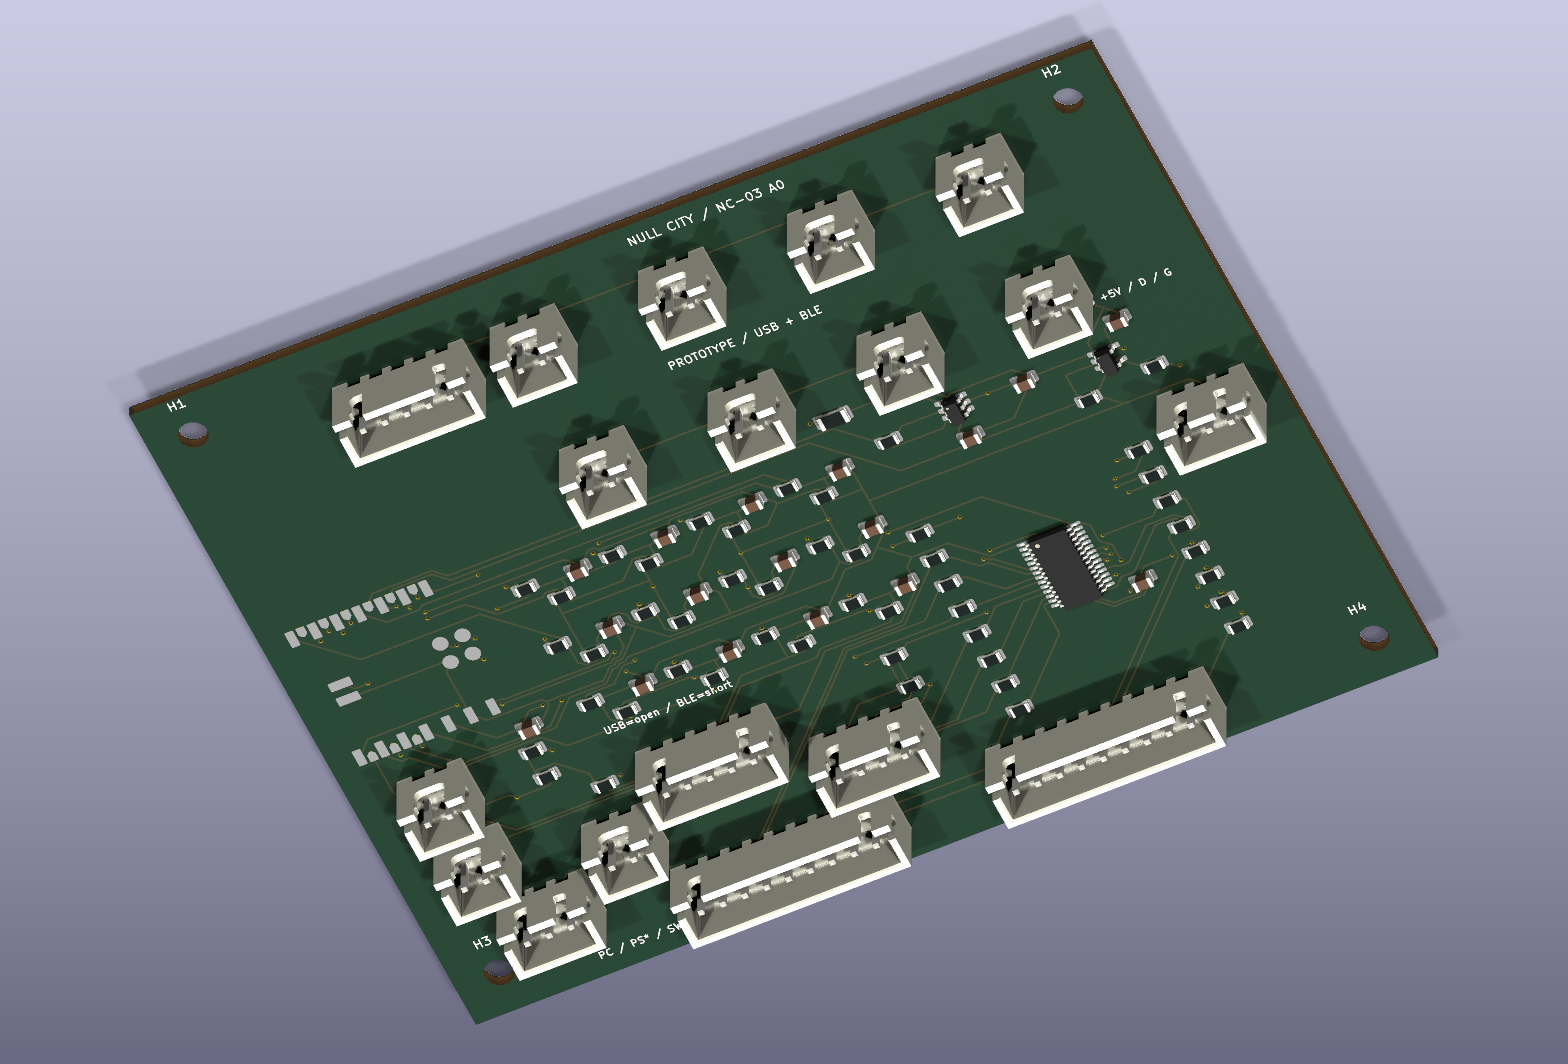 H2
NULL CITY / NC-03 A0
+5V / D / G
PROTOTYPE / USB + BLE
H1
H4
USB=open / BLE=short
H3
PC / PS* /